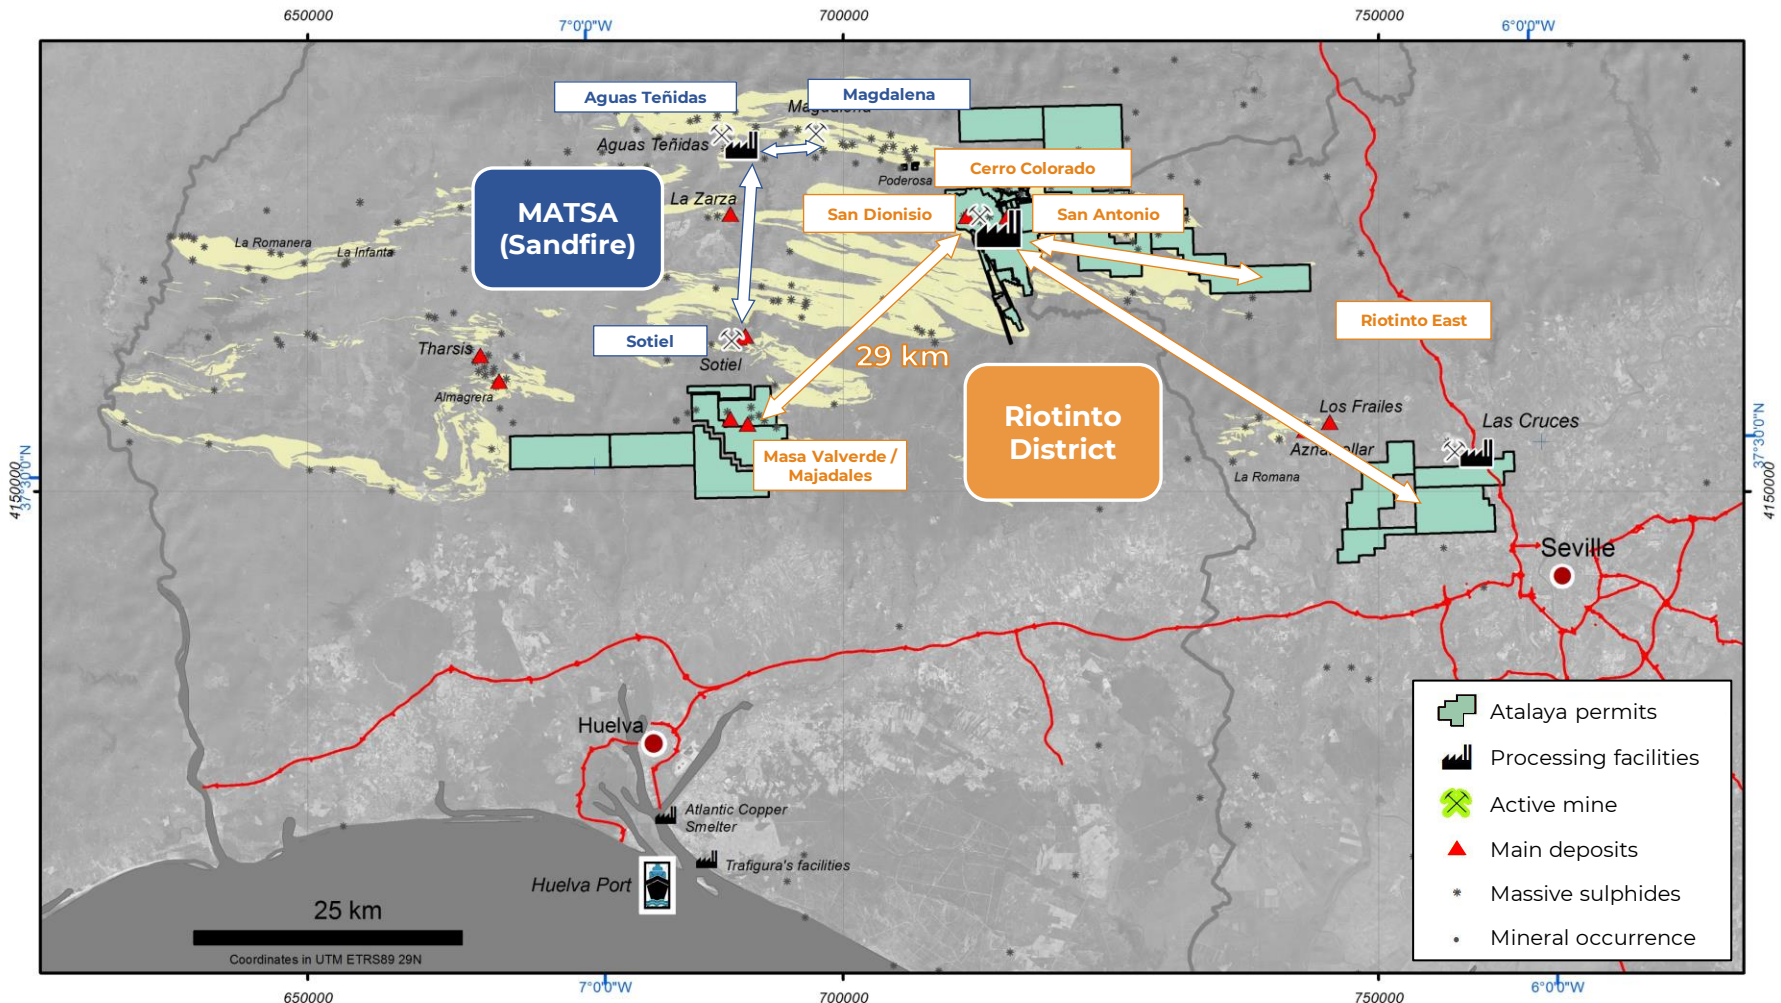 650000
700000
750000
7°0'0"W
6°0'0"W
Aguas Teñidas
Magdalena
Aguas Teñidas
Poderosa
Cerro Colorado
MATSA
(Sandfire)
La Zarza
San Dionisio
San Antonio
La Romanera
La Infanta
Riotinto East
Sotiel
Sotiel
Tharsis
29 km
Almagrera
Riotinto
District
Los Frailes
Las Cruces
Masa Valverde /
Majadales
La Romana
37°30'0"N
4150000
37°30'0"N
4150000
Seville
Huelva
Atlantic Copper
Smelter
Trafigura's facilities
Huelva Port
25 km
Coordinates in UTM ETRS89 29N
Atalaya permits
Processing facilities
Active mine
Main deposits
Massive sulphides
Mineral occurrence
650000
700000
750000
7°0'0"W
6°0'0"W